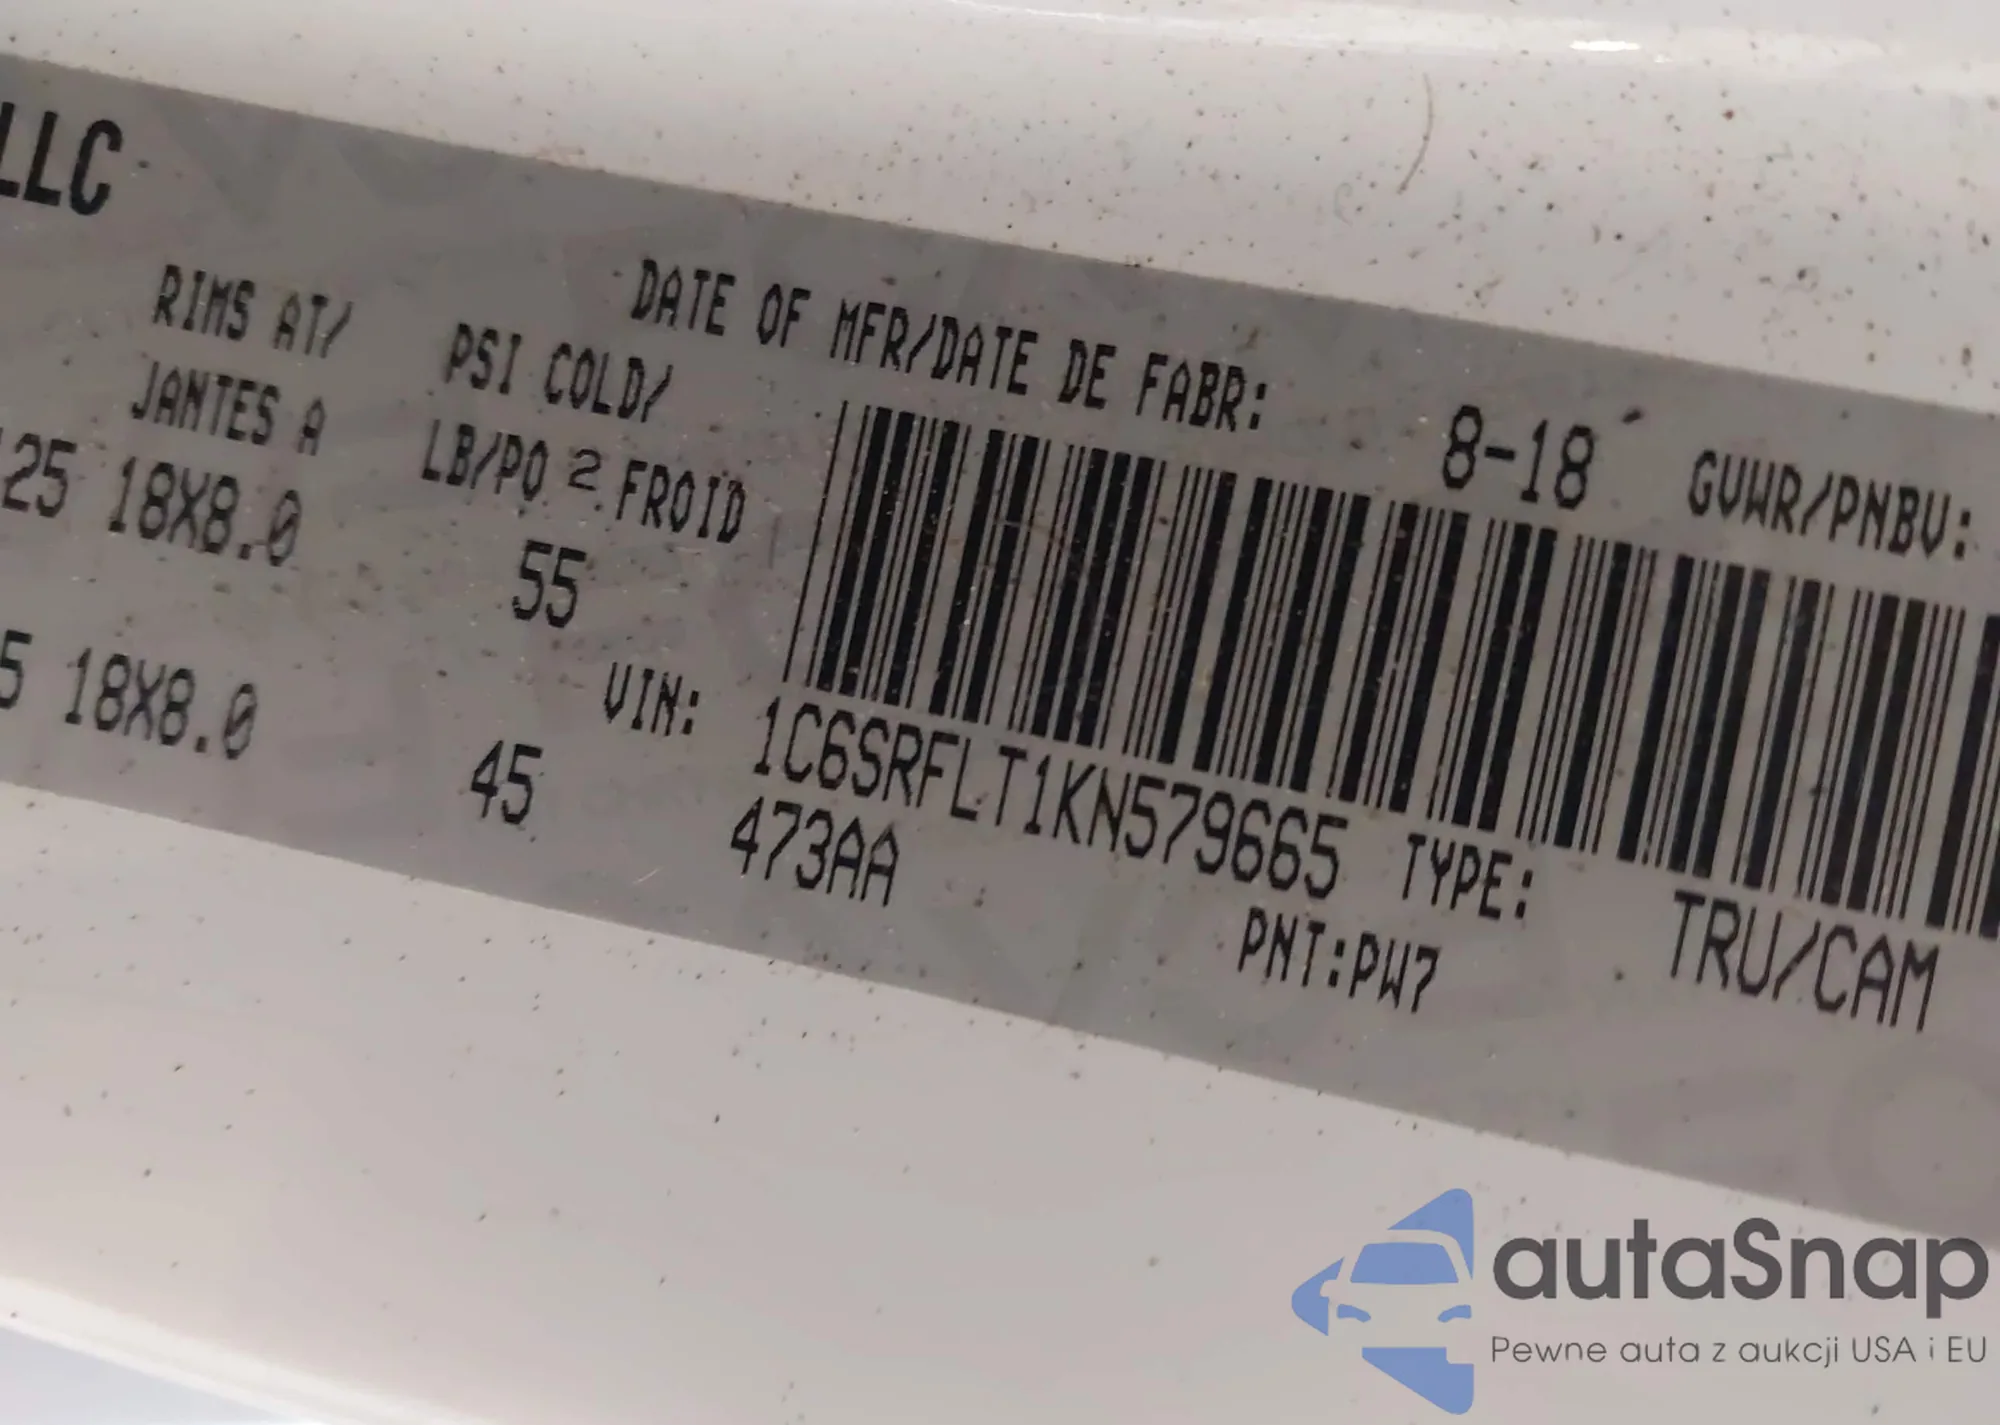 LLC
RIMS AT/
JANTES A
PSI COLD/
LB/PO 2 FROID
DATE OF MFR/DATE DE FABR:
8-18
GVWR/PNBV:
25 18X8.0
55
5 18X8.0
45
VIN:
1C6SRFLT1KN579665
TYPE:
TRU/CAM
473AA
PNT:PW7
autaSnap
Pewne auta z aukcji USA i EU